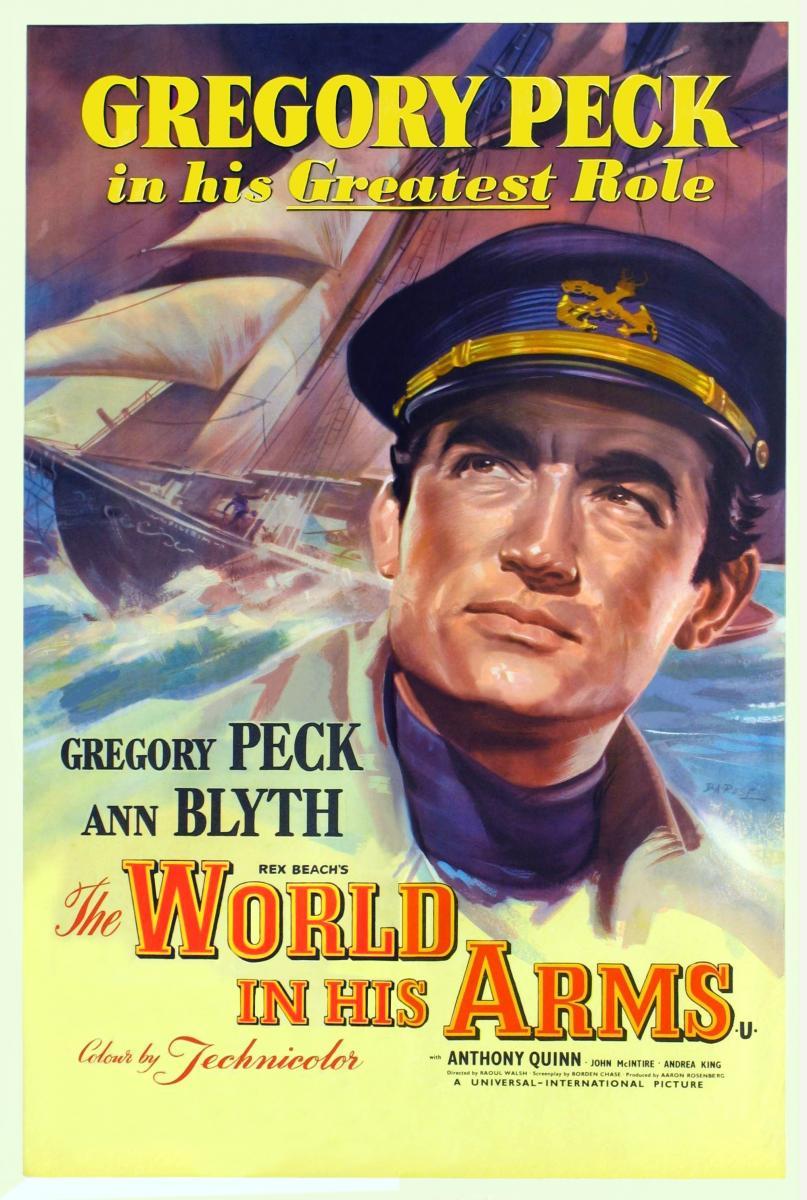 GREGORY PECK
in his Greatest Role
GREGORY PECK
ANN BLYTH
REX BEACH'S
The WORLD
IN HIS ARMS
.U.
Colour by Technicolor
with ANTHONY QUINN · JOHN McINTIRE · ANDREA KING
Directed by RAOUL WALSH · Screenplay by BORDEN CHASE · Produced by AARON ROSENBERG
A UNIVERSAL-INTERNATIONAL PICTURE